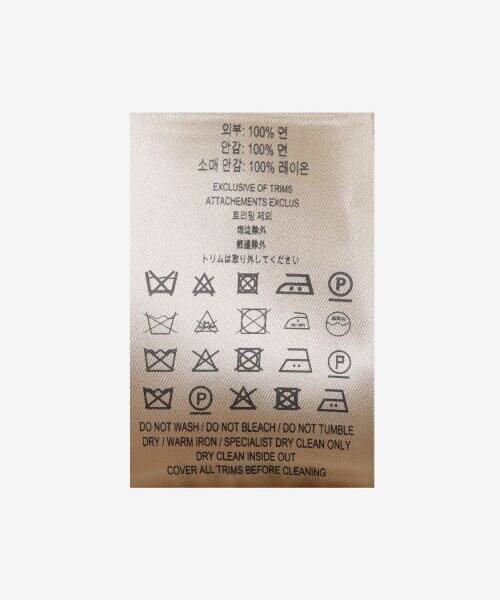 외부: 100% 면
안감: 100% 면
소매 안감: 100% 레이온
EXCLUSIVE OF TRIMS
ATTACHEMENTS EXCLUS
트리밍 제외
饰边除外
飾邊除外
トリムは取り外してください
P
P
P
DO NOT WASH / DO NOT BLEACH / DO NOT TUMBLE
DRY / WARM IRON / SPECIALIST DRY CLEAN ONLY
DRY CLEAN INSIDE OUT
COVER ALL TRIMS BEFORE CLEANING